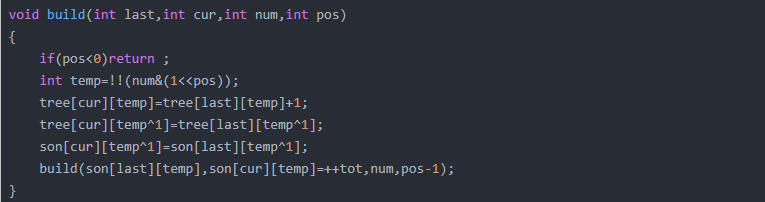 void build(int last,int cur,int num,int pos)
{
    if(pos<0)return ;
    int temp=!!(num&(1<<pos));
    tree[cur][temp]=tree[last][temp]+1;
    tree[cur][temp^1]=tree[last][temp^1];
    son[cur][temp^1]=son[last][temp^1];
    build(son[last][temp],son[cur][temp]=++tot,num,pos-1);
}